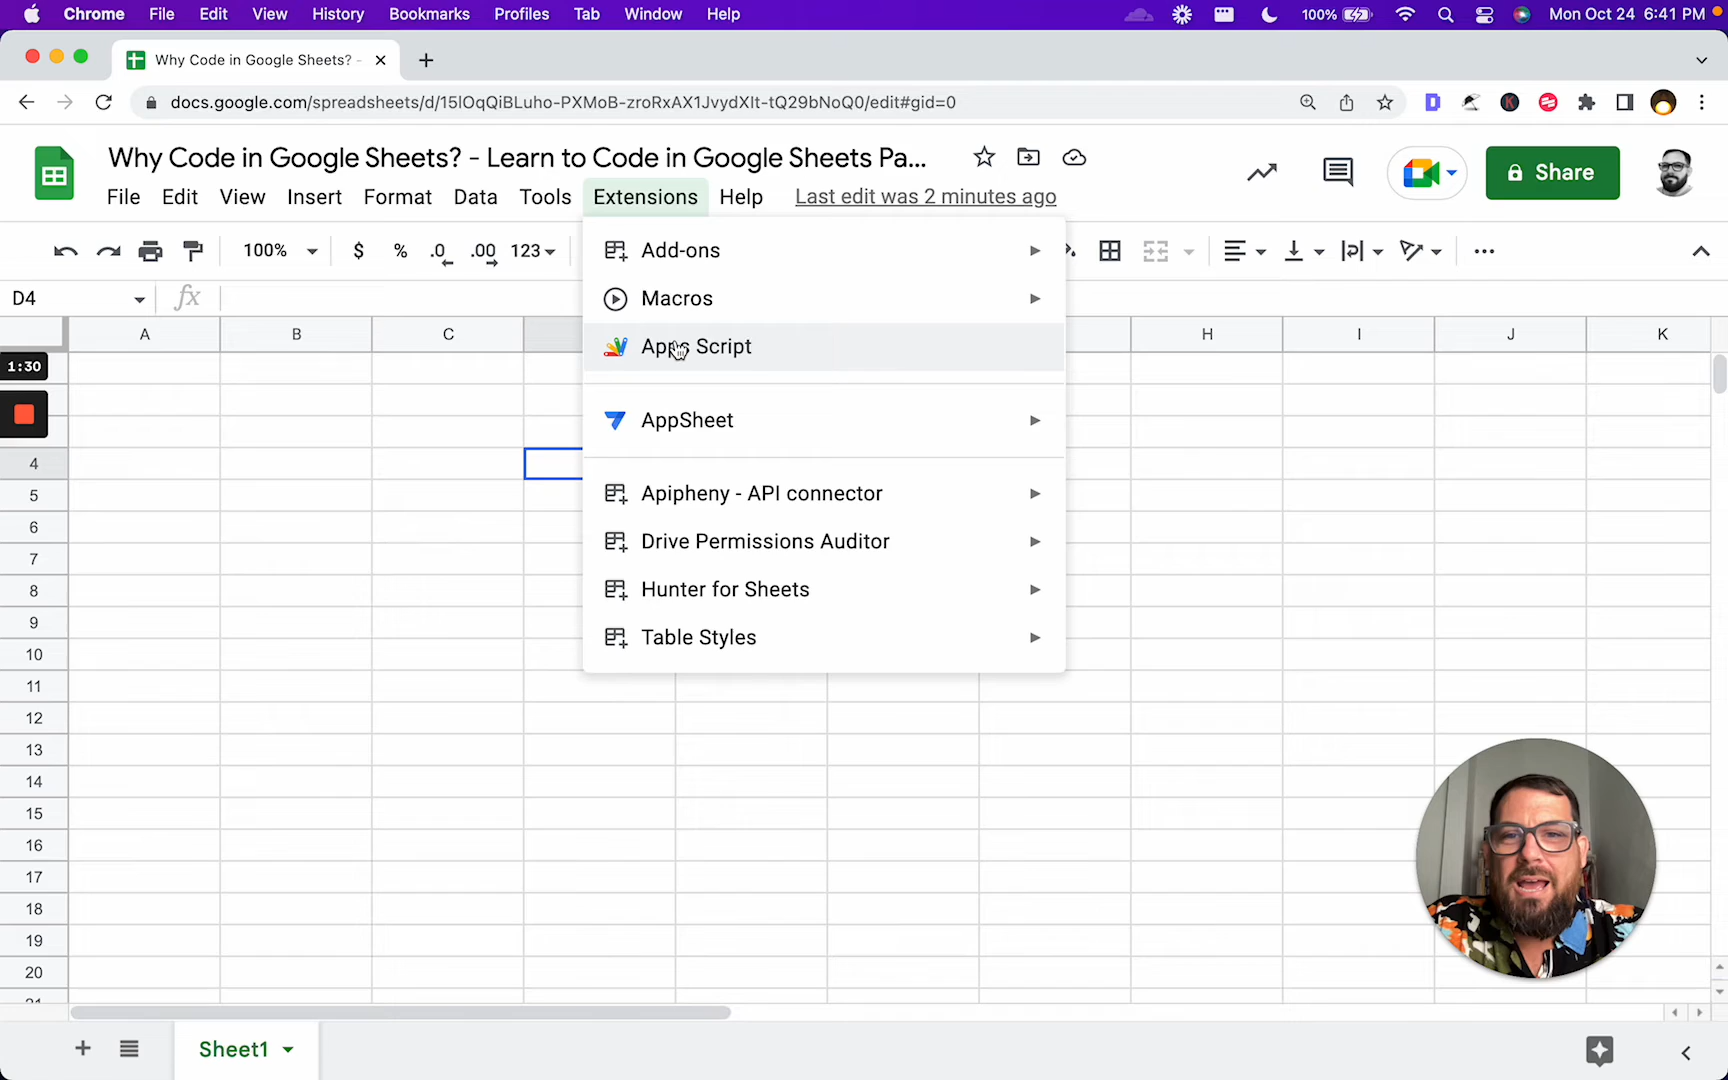 Chrome File Edit View History Bookmarks Profiles Tab Window Help 100% Mon Oct 24 6:41 PM
Why Code in Google Sheets? -
docs.google.com/spreadsheets/d/15lOqQiBLuho-PXMoB-zroRxAX1JvydXIt-tQ29bNoQ0/edit#gid=0
Why Code in Google Sheets? - Learn to Code in Google Sheets Pa...
Share
File Edit View Insert Format Data Tools Extensions Help Last edit was 2 minutes ago
100% $ % .0 .00 123
D4 fx
A B C H I J K
1:30
Add-ons
Macros
Apps Script
AppSheet
Apipheny - API connector
Drive Permissions Auditor
Hunter for Sheets
Table Styles
4
5
6
7
8
9
10
11
12
13
14
15
16
17
18
19
20
Sheet1